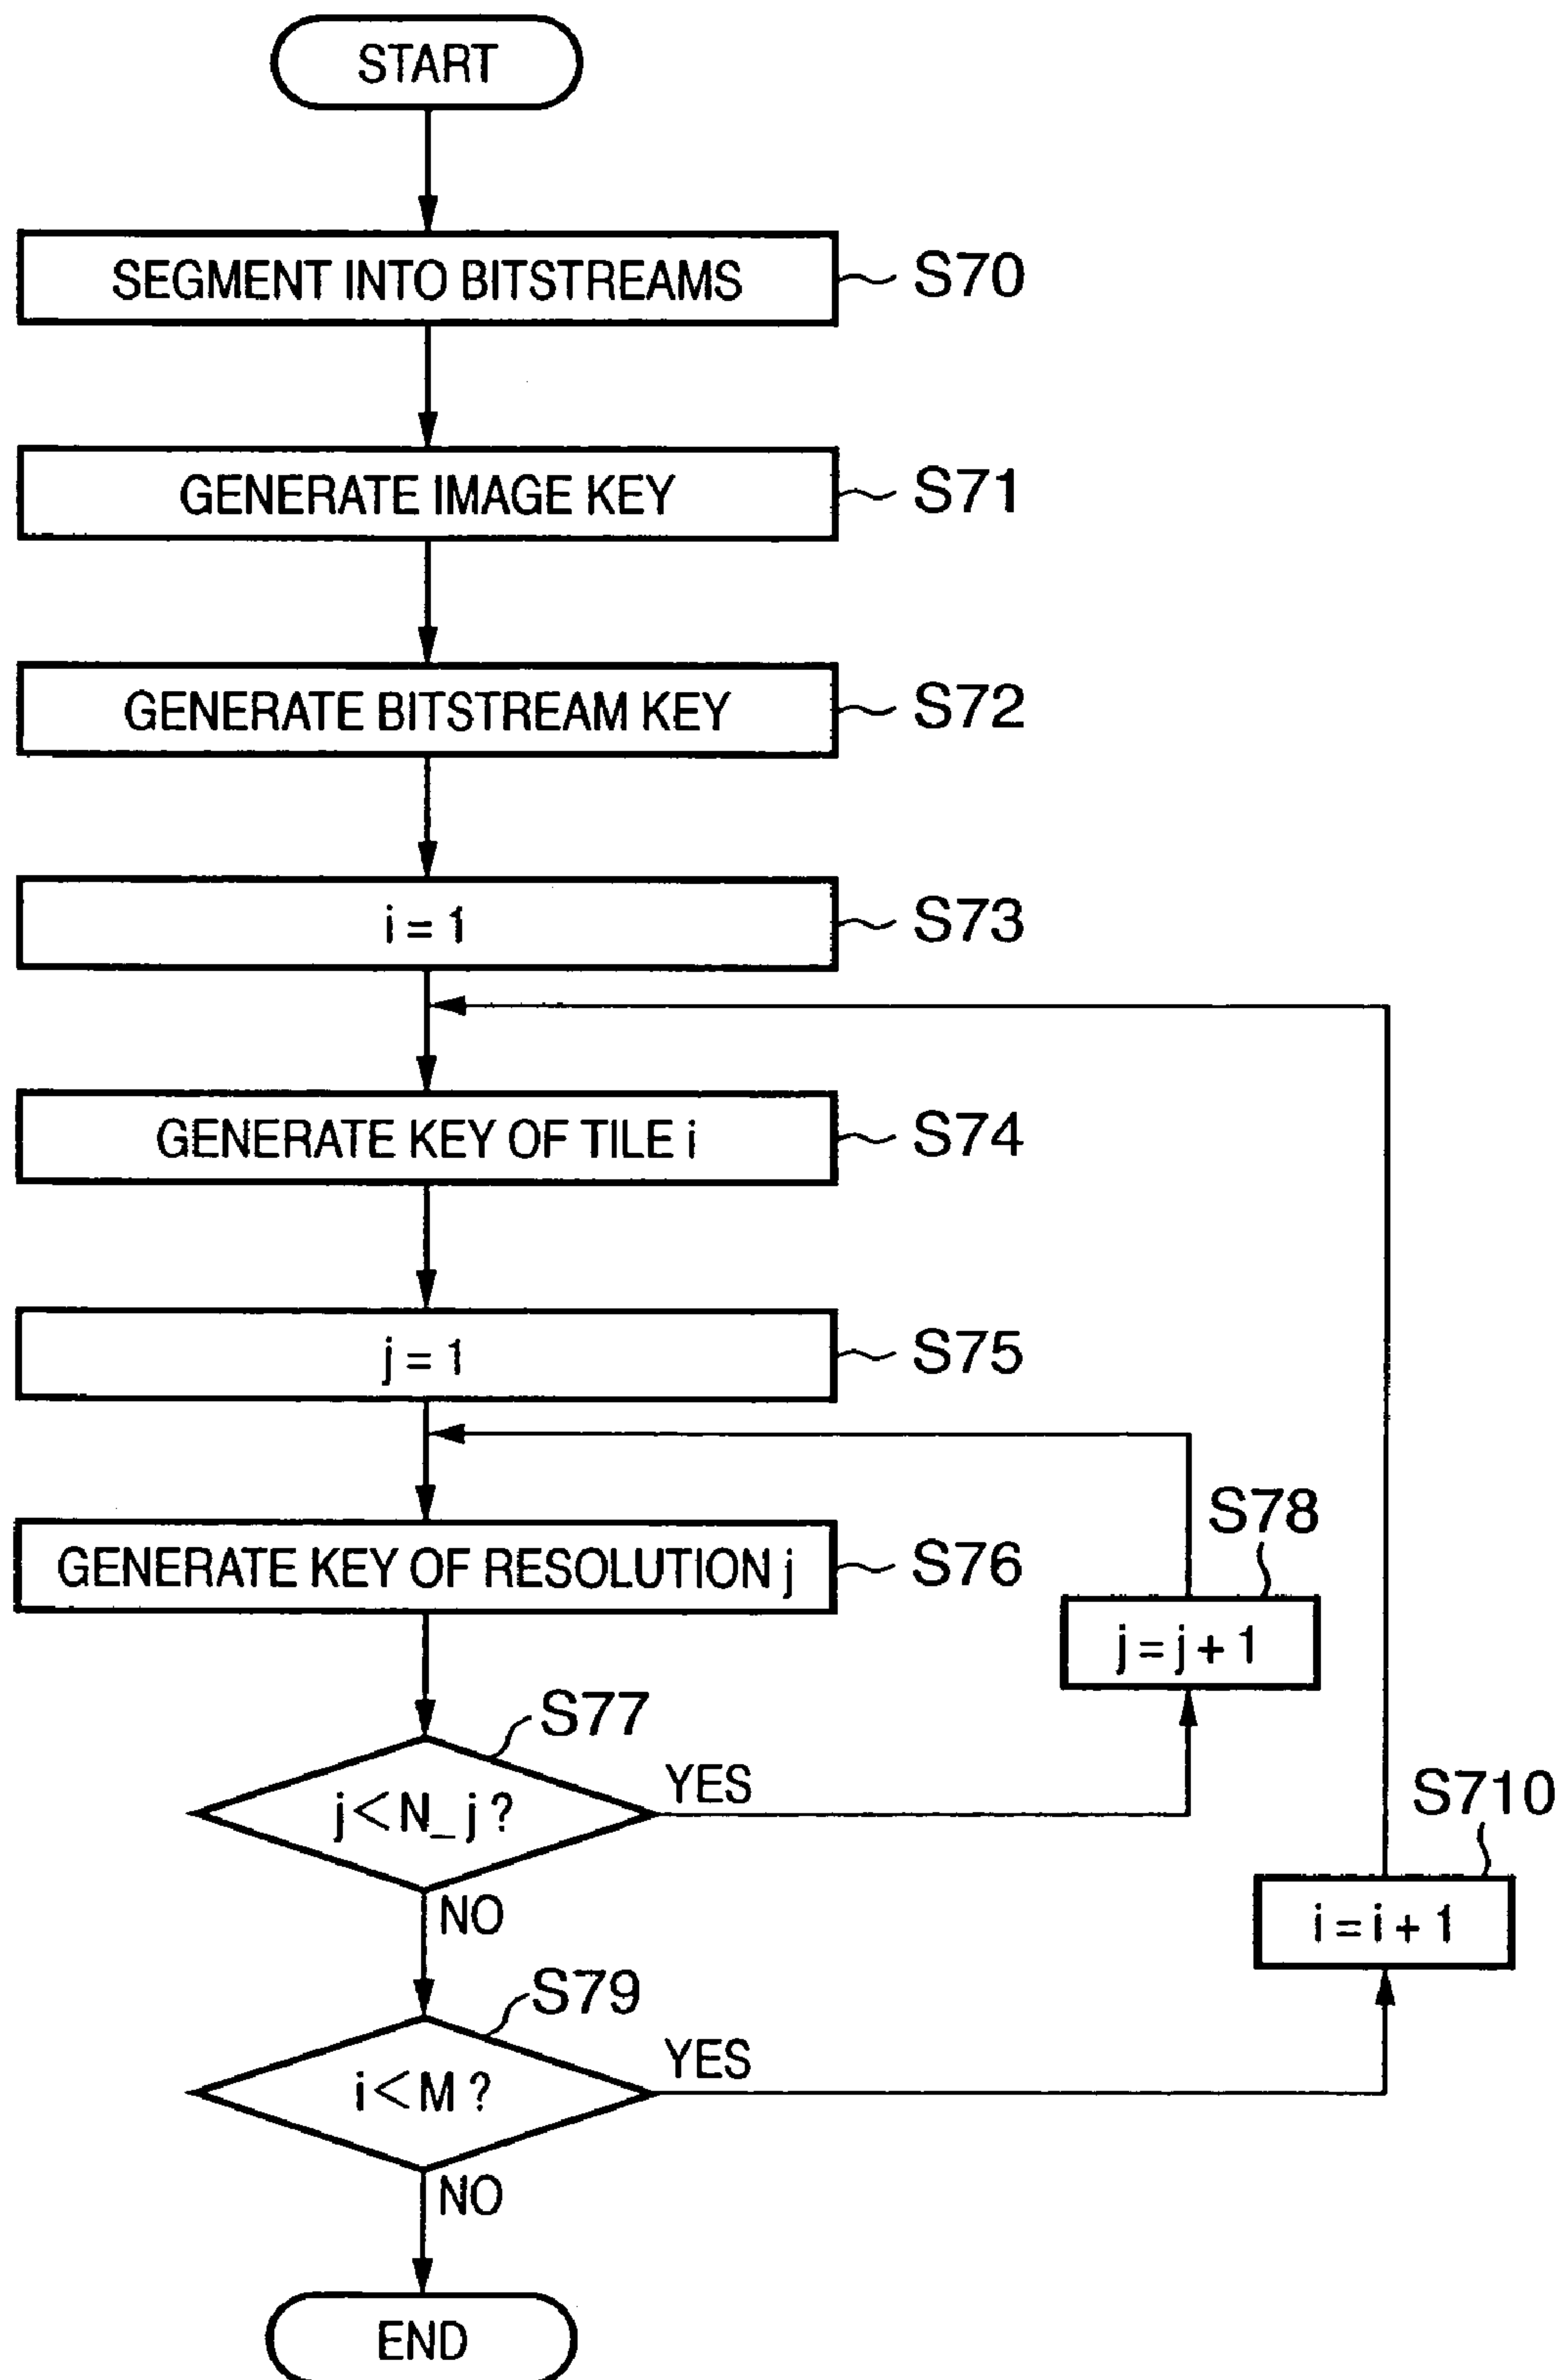 START
SEGMENT INTO BITSTREAMS
S70
GENERATE IMAGE KEY
S71
GENERATE BITSTREAM KEY
S72
i = 1
S73
GENERATE KEY OF TILE i
S74
j = 1
S75
GENERATE KEY OF RESOLUTION j
S76
S78
j = j + 1
S77
j<N_j?
YES
NO
S710
i = i + 1
S79
i<M?
YES
NO
END